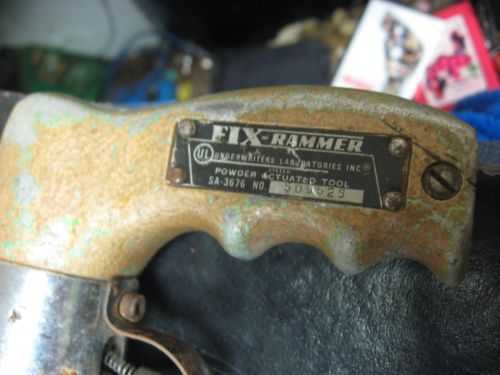 FIX-RAMMER
UL UNDERWRITERS LABORATORIES INC®
LISTED
POWDER ACTUATED TOOL
SA-3676 NO.